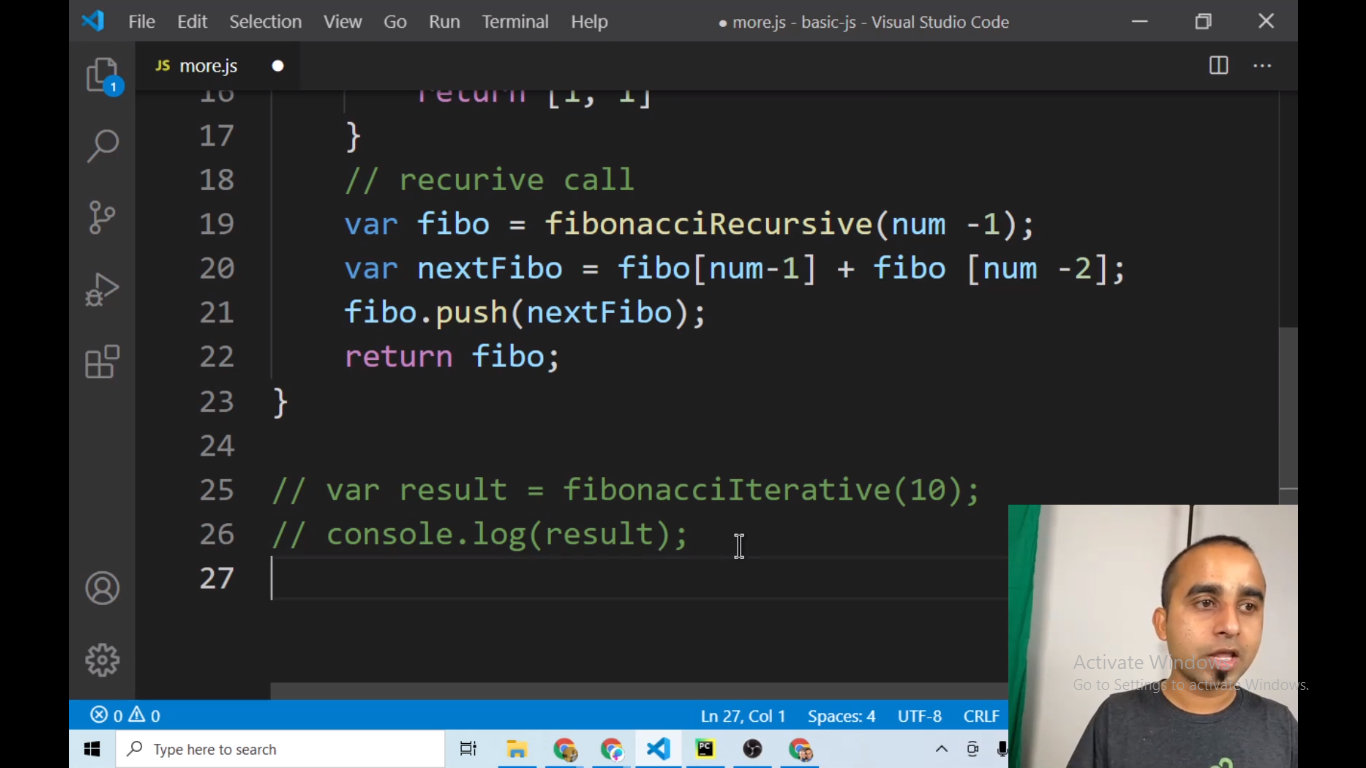 File Edit Selection View Go Run Terminal Help ● more.js - basic-js - Visual Studio Code
JS more.js
1
16 return [1, 1]
17 }
18 // recurive call
19 var fibo = fibonacciRecursive(num -1);
20 var nextFibo = fibo[num-1] + fibo [num -2];
21 fibo.push(nextFibo);
22 return fibo;
23 }
24
25 // var result = fibonacciIterative(10);
26 // console.log(result);
27
Activate Windows
Go to Settings to activate Windows.
0 0 Ln 27, Col 1 Spaces: 4 UTF-8 CRLF
Type here to search
PC